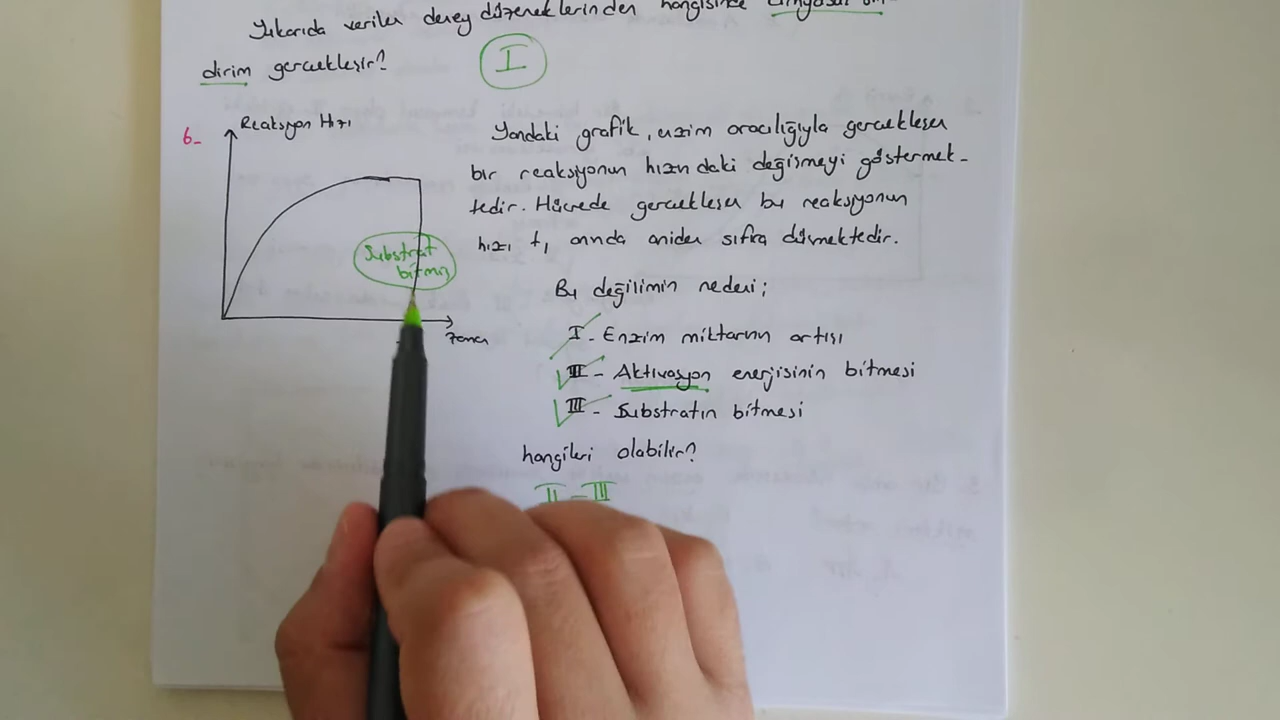 Yukarıda verilen deney düzeneklerinden hangisinde
dirim gerçekleşir?
I
6-
Reaksyon Hızı
Substrat
bitmiş
zaman
Yandaki grafik, enzim aracılığıyla gerçekleşen
bir reaksiyonun hızındaki değişmeyi göstermek-
tedir. Hücrede gerçekleşen bu reaksiyonun
hızı t₁ anında aniden sıfıra düşmektedir.
Bu değişimin nedeni;
I- Enzim miktarının artışı
II- Aktivasyon enerjisinin bitmesi
III- Substratın bitmesi
hangileri olabilir?
II - III